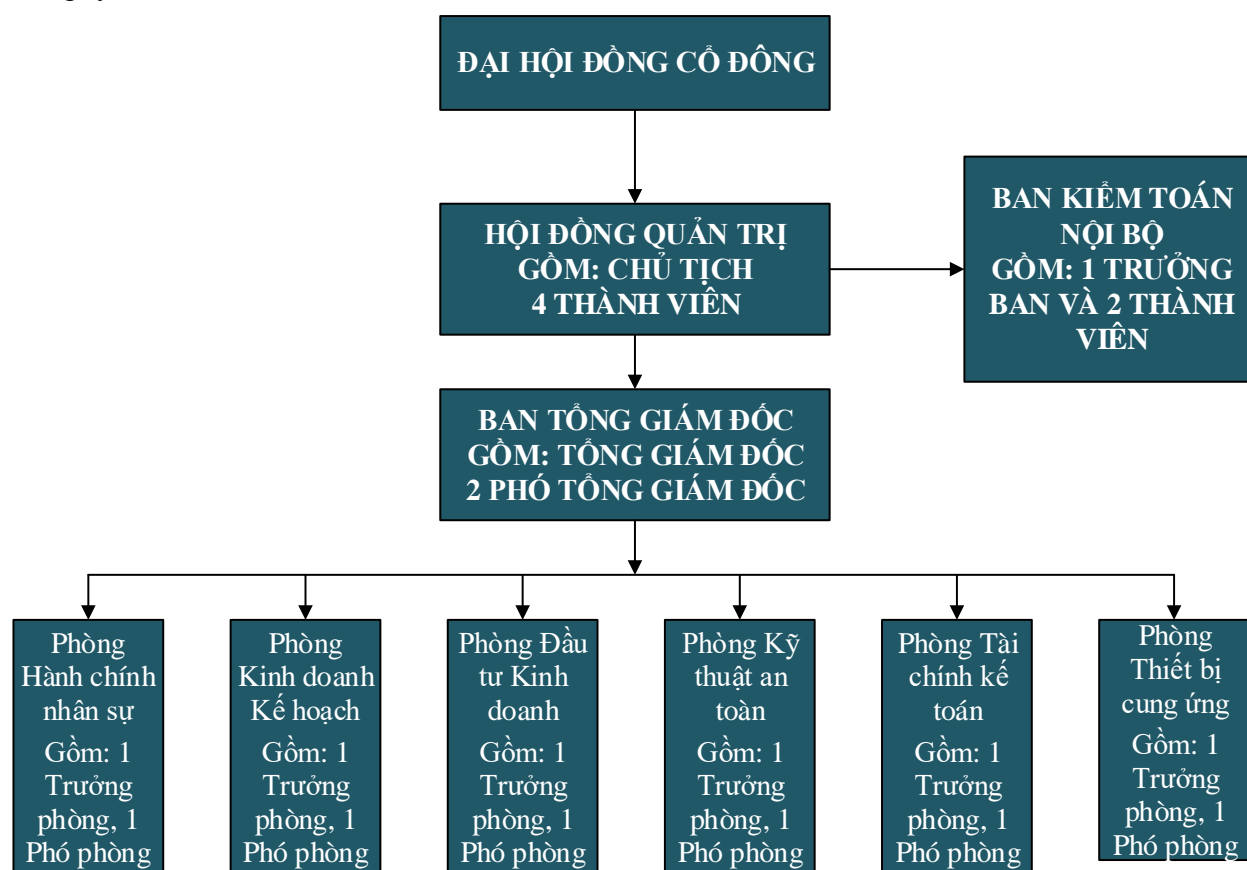 ĐẠI HỘI ĐỒNG CỔ ĐÔNG
HỘI ĐỒNG QUẢN TRỊ
GỒM: CHỦ TỊCH
4 THÀNH VIÊN
BAN KIỂM TOÁN
NỘI BỘ
GỒM: 1 TRƯỞNG
BAN VÀ 2 THÀNH
VIÊN
BAN TỔNG GIÁM ĐỐC
GỒM: TỔNG GIÁM ĐỐC
2 PHÓ TỔNG GIÁM ĐỐC
Phòng
Hành chính
nhân sự
Gồm: 1
Trưởng
phòng, 1
Phó phòng
Phòng
Kinh doanh
Kế hoạch
Gồm: 1
Trưởng
phòng, 1
Phó phòng
Phòng Đầu
tư Kinh
doanh
Gồm: 1
Trưởng
phòng, 1
Phó phòng
Phòng Kỹ
thuật an
toàn
Gồm: 1
Trưởng
phòng, 1
Phó phòng
Phòng Tài
chính kế
toán
Gồm: 1
Trưởng
phòng, 1
Phó phòng
Phòng
Thiết bị
cung ứng
Gồm: 1
Trưởng
phòng, 1
Phó phòng